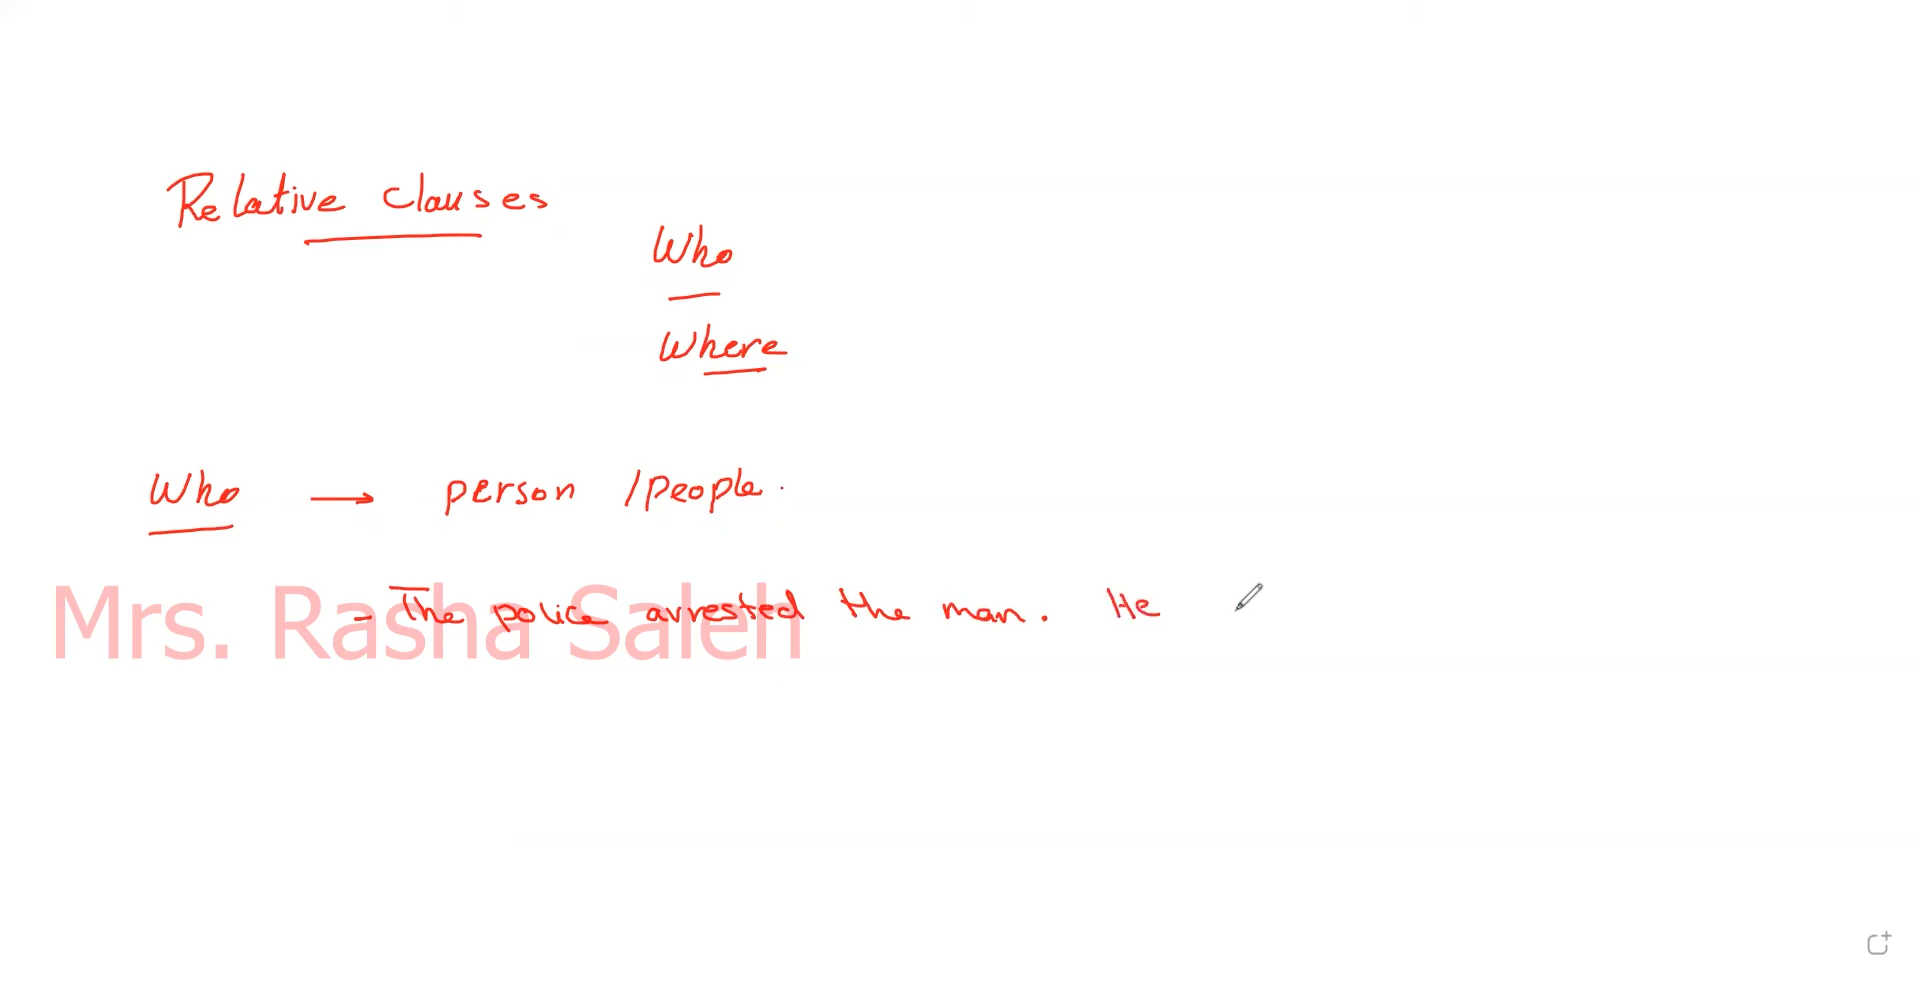 Relative clauses
Who
Where
Who → person /people.
Mrs. Rasha Saleh
- The police arrested the man. He